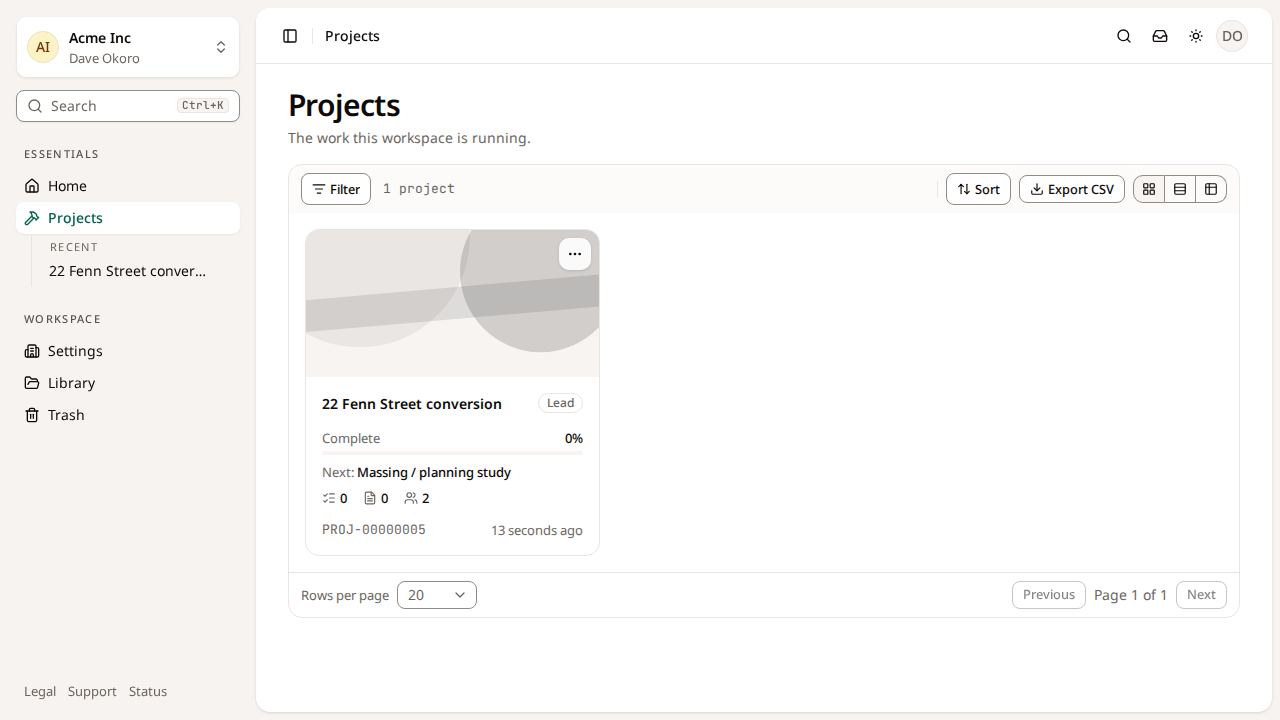 AI
Acme Inc
Dave Okoro
Search
Ctrl+K
ESSENTIALS
Home
Projects
RECENT
22 Fenn Street conver...
WORKSPACE
Settings
Library
Trash
Legal Support Status
Projects
DO
Projects
The work this workspace is running.
Filter
1 project
Sort
Export CSV
22 Fenn Street conversion
Lead
Complete 0%
Next: Massing / planning study
0 0 2
PROJ-00000005
13 seconds ago
Rows per page 20
Previous Page 1 of 1 Next